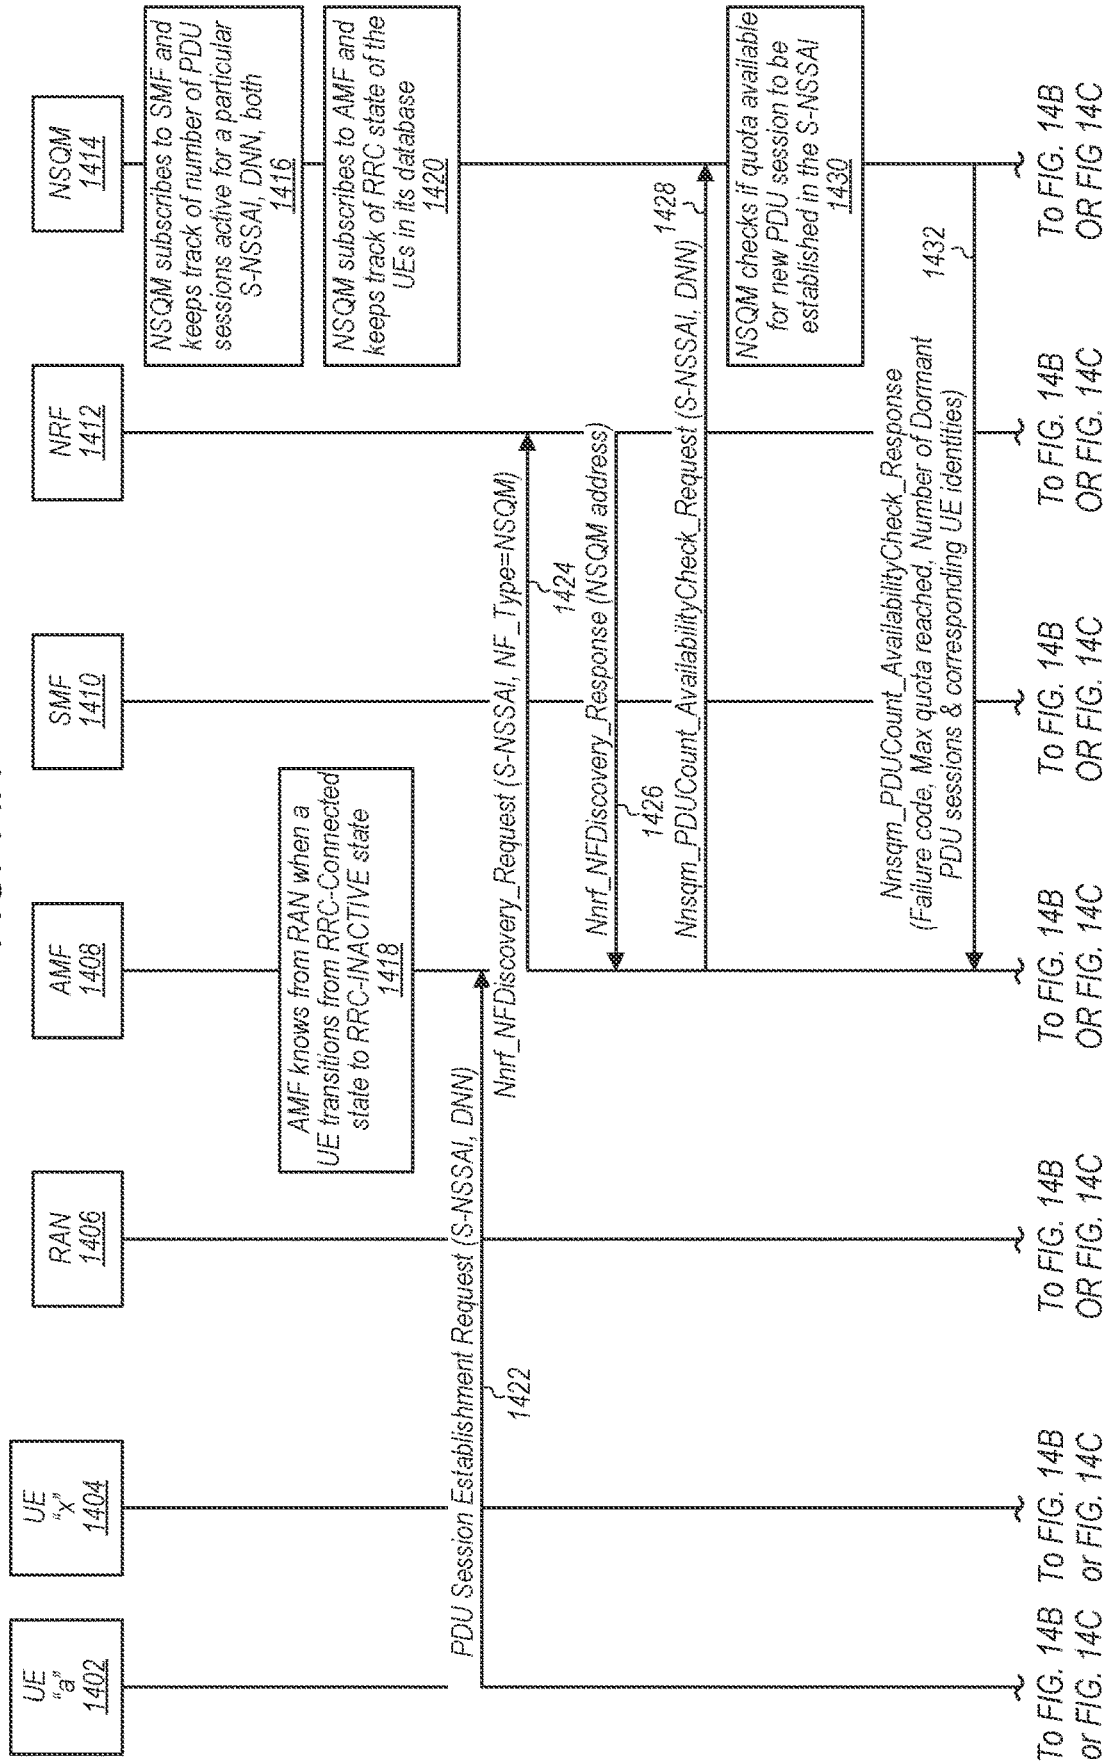 UE
"a"
1402
UE
"x"
1404
RAN
1406
AMF
1408
SMF
1410
NRF
1412
NSQM
1414
NSQM subscribes to SMF and
keeps track of number of PDU
sessions active for a particular
S-NSSAI, DNN, both
1416
AMF knows from RAN when a
UE transitions from RRC-Connected
state to RRC-INACTIVE state
1418
NSQM subscribes to AMF and
keeps track of RRC state of the
UEs in its database
1420
PDU Session Establishment Request (S-NSSAI, DNN)
1422
Nnrf_NFDiscovery_Request (S-NSSAI, NF_Type=NSQM)
1424
Nnrf_NFDiscovery_Response (NSQM address)
1426
Nnsqm_PDUCount_AvailabilityCheck_Request (S-NSSAI, DNN)
1428
NSQM checks if quota available
for new PDU session to be
established in the S-NSSAI
1430
Nnsqm_PDUCount_AvailabilityCheck_Response
(Failure code, Max quota reached, Number of Dormant
PDU sessions & corresponding UE identities)
1432
To FIG. 14B
or FIG. 14C
To FIG. 14B
or FIG. 14C
To FIG. 14B
OR FIG. 14C
To FIG. 14B
OR FIG. 14C
To FIG. 14B
OR FIG. 14C
To FIG. 14B
OR FIG. 14C
To FIG. 14B
OR FIG 14C